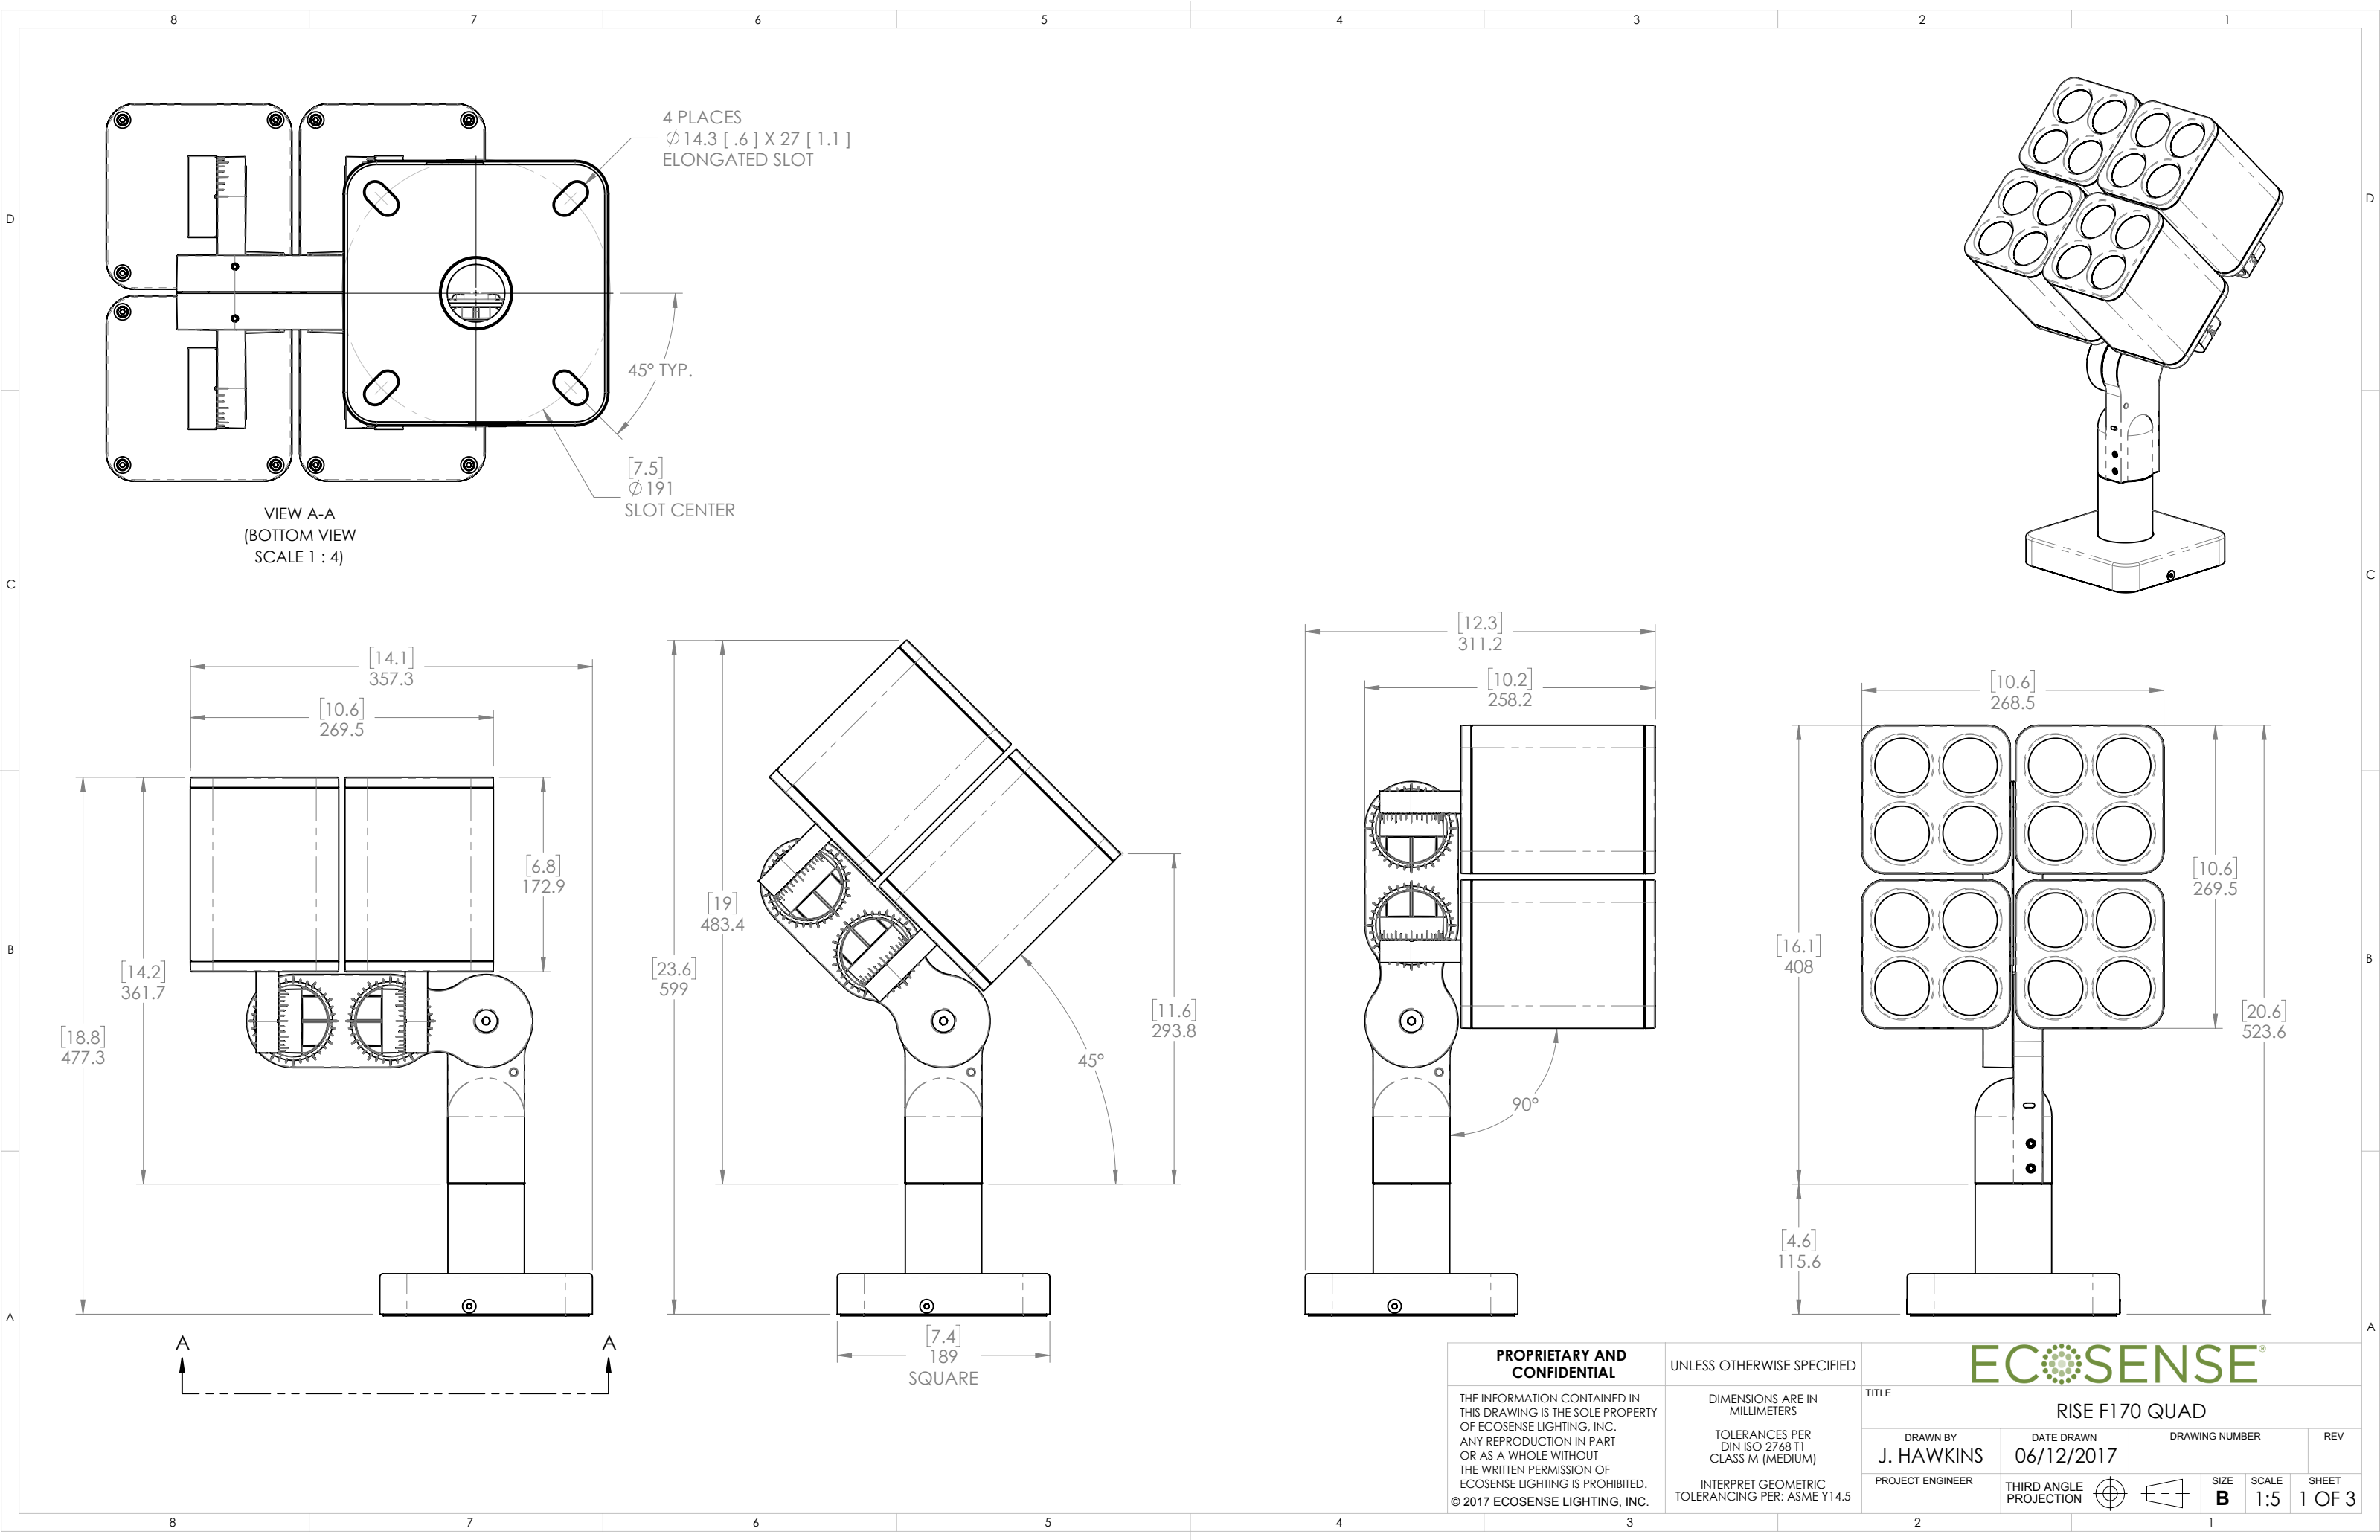 8 7 6 5 4 3 2 1
D
D
C
C
B
B
A
A
4 PLACES
Ø 14.3 [ .6 ] X 27 [ 1.1 ]
ELONGATED SLOT
45° TYP.
[7.5]
Ø 191
SLOT CENTER
VIEW A-A
(BOTTOM VIEW
SCALE 1 : 4)
[14.1]
357.3
[10.6]
269.5
[6.8]
172.9
[14.2]
361.7
[18.8]
477.3
A
A
[19]
483.4
[23.6]
599
[11.6]
293.8
45°
[7.4]
189
SQUARE
[12.3]
311.2
[10.2]
258.2
90°
[10.6]
268.5
[10.6]
269.5
[16.1]
408
[20.6]
523.6
[4.6]
115.6
PROPRIETARY AND
CONFIDENTIAL
THE INFORMATION CONTAINED IN
THIS DRAWING IS THE SOLE PROPERTY
OF ECOSENSE LIGHTING, INC.
ANY REPRODUCTION IN PART
OR AS A WHOLE WITHOUT
THE WRITTEN PERMISSION OF
ECOSENSE LIGHTING IS PROHIBITED.
© 2017 ECOSENSE LIGHTING, INC.
UNLESS OTHERWISE SPECIFIED
DIMENSIONS ARE IN
MILLIMETERS
TOLERANCES PER
DIN ISO 2768 T1
CLASS M (MEDIUM)
INTERPRET GEOMETRIC
TOLERANCING PER: ASME Y14.5
ECOSENSE®
TITLE
RISE F170 QUAD
DRAWN BY
J. HAWKINS
DATE DRAWN
06/12/2017
DRAWING NUMBER
REV
PROJECT ENGINEER
THIRD ANGLE
PROJECTION
SIZE
B
SCALE
1:5
SHEET
1 OF 3
8 7 6 5 4 3 2 1